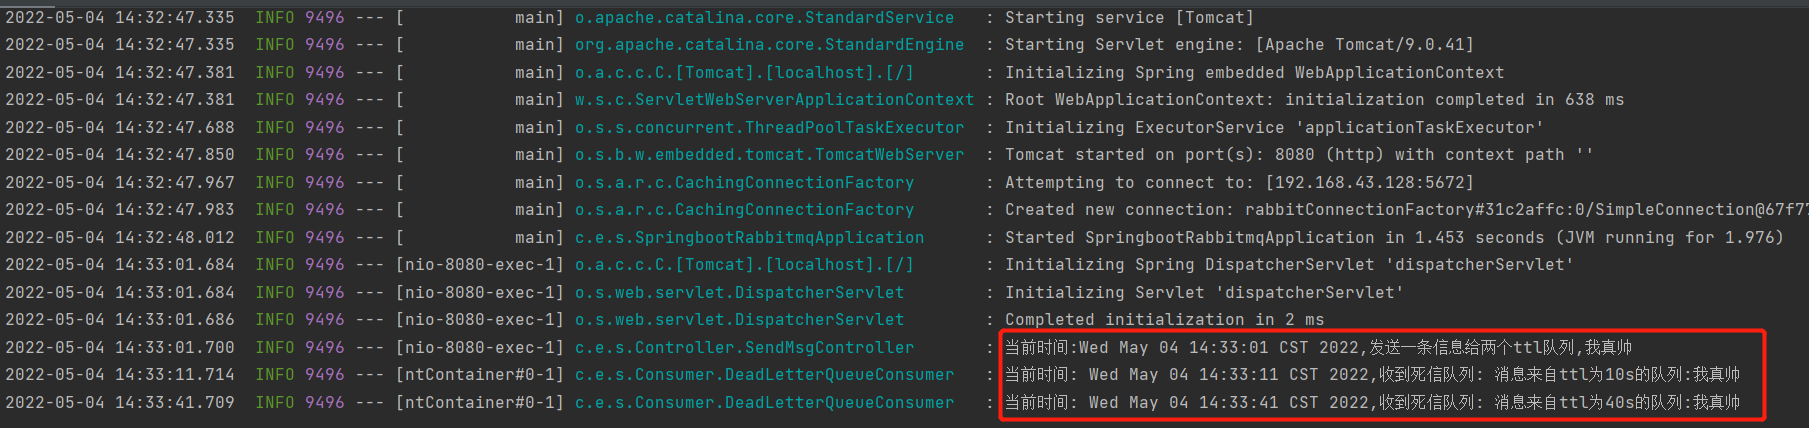 2022-05-04 14:32:47.335  INFO 9496 --- [           main] o.apache.catalina.core.StandardService   : Starting service [Tomcat]
2022-05-04 14:32:47.335  INFO 9496 --- [           main] org.apache.catalina.core.StandardEngine  : Starting Servlet engine: [Apache Tomcat/9.0.41]
2022-05-04 14:32:47.381  INFO 9496 --- [           main] o.a.c.c.C.[Tomcat].[localhost].[/]       : Initializing Spring embedded WebApplicationContext
2022-05-04 14:32:47.381  INFO 9496 --- [           main] w.s.c.ServletWebServerApplicationContext : Root WebApplicationContext: initialization completed in 638 ms
2022-05-04 14:32:47.688  INFO 9496 --- [           main] o.s.s.concurrent.ThreadPoolTaskExecutor  : Initializing ExecutorService 'applicationTaskExecutor'
2022-05-04 14:32:47.850  INFO 9496 --- [           main] o.s.b.w.embedded.tomcat.TomcatWebServer  : Tomcat started on port(s): 8080 (http) with context path ''
2022-05-04 14:32:47.967  INFO 9496 --- [           main] o.s.a.r.c.CachingConnectionFactory       : Attempting to connect to: [192.168.43.128:5672]
2022-05-04 14:32:47.983  INFO 9496 --- [           main] o.s.a.r.c.CachingConnectionFactory       : Created new connection: rabbitConnectionFactory#31c2affc:0/SimpleConnection@67f77
2022-05-04 14:32:48.012  INFO 9496 --- [           main] c.e.s.SpringbootRabbitmqApplication      : Started SpringbootRabbitmqApplication in 1.453 seconds (JVM running for 1.976)
2022-05-04 14:33:01.684  INFO 9496 --- [nio-8080-exec-1] o.a.c.c.C.[Tomcat].[localhost].[/]       : Initializing Spring DispatcherServlet 'dispatcherServlet'
2022-05-04 14:33:01.684  INFO 9496 --- [nio-8080-exec-1] o.s.web.servlet.DispatcherServlet        : Initializing Servlet 'dispatcherServlet'
2022-05-04 14:33:01.686  INFO 9496 --- [nio-8080-exec-1] o.s.web.servlet.DispatcherServlet        : Completed initialization in 2 ms
2022-05-04 14:33:01.700  INFO 9496 --- [nio-8080-exec-1] c.e.s.Controller.SendMsgController       : 当前时间:Wed May 04 14:33:01 CST 2022,发送一条信息给两个ttl队列,我真帅
2022-05-04 14:33:11.714  INFO 9496 --- [ntContainer#0-1] c.e.s.Consumer.DeadLetterQueueConsumer   : 当前时间: Wed May 04 14:33:11 CST 2022,收到死信队列: 消息来自ttl为10s的队列:我真帅
2022-05-04 14:33:41.709  INFO 9496 --- [ntContainer#0-1] c.e.s.Consumer.DeadLetterQueueConsumer   : 当前时间: Wed May 04 14:33:41 CST 2022,收到死信队列: 消息来自ttl为40s的队列:我真帅